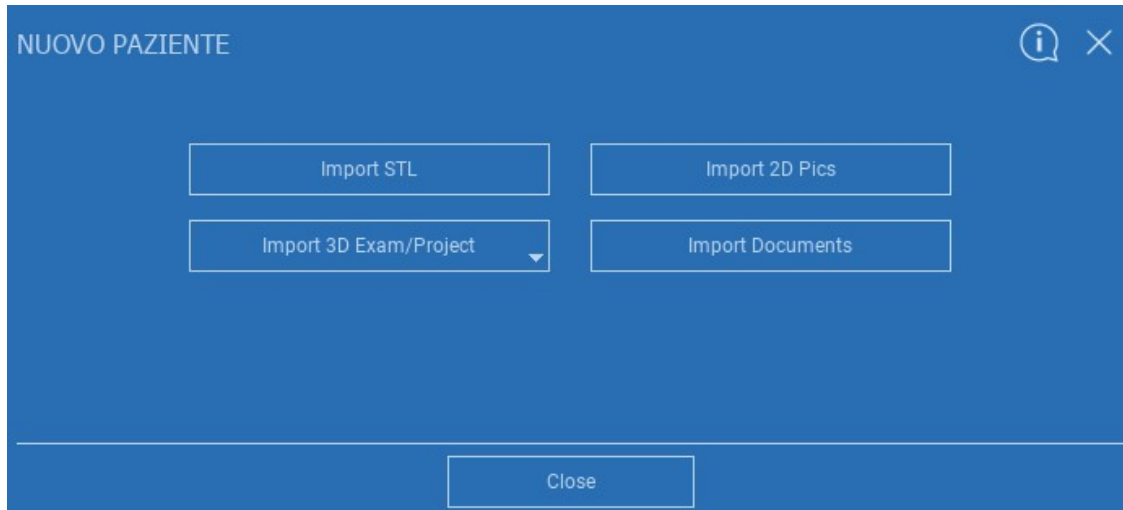 NUOVO PAZIENTE
Import STL
Import 2D Pics
Import 3D Exam/Project
Import Documents
Close